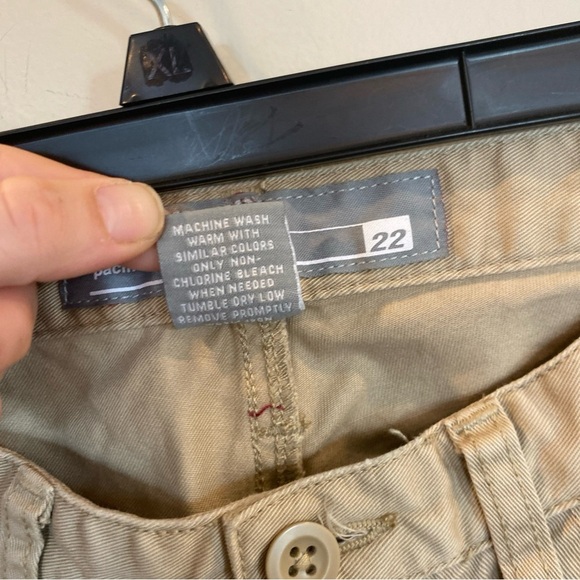 XL
MACHINE WASH
WARM WITH
SIMILAR COLORS
ONLY NON-
CHLORINE BLEACH
WHEN NEEDED
TUMBLE DRY LOW
REMOVE PROMPTLY
22